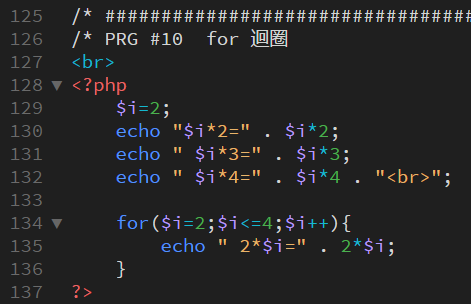 125 /* ##################################
126 /* PRG #10  for 迴圈
127 <br>
128 ▼ <?php
129     $i=2;
130     echo "$i*2=" . $i*2;
131     echo " $i*3=" . $i*3;
132     echo " $i*4=" . $i*4 . "<br>";
133
134 ▼     for($i=2;$i<=4;$i++){
135         echo " 2*$i=" . 2*$i;
136     }
137 ?>